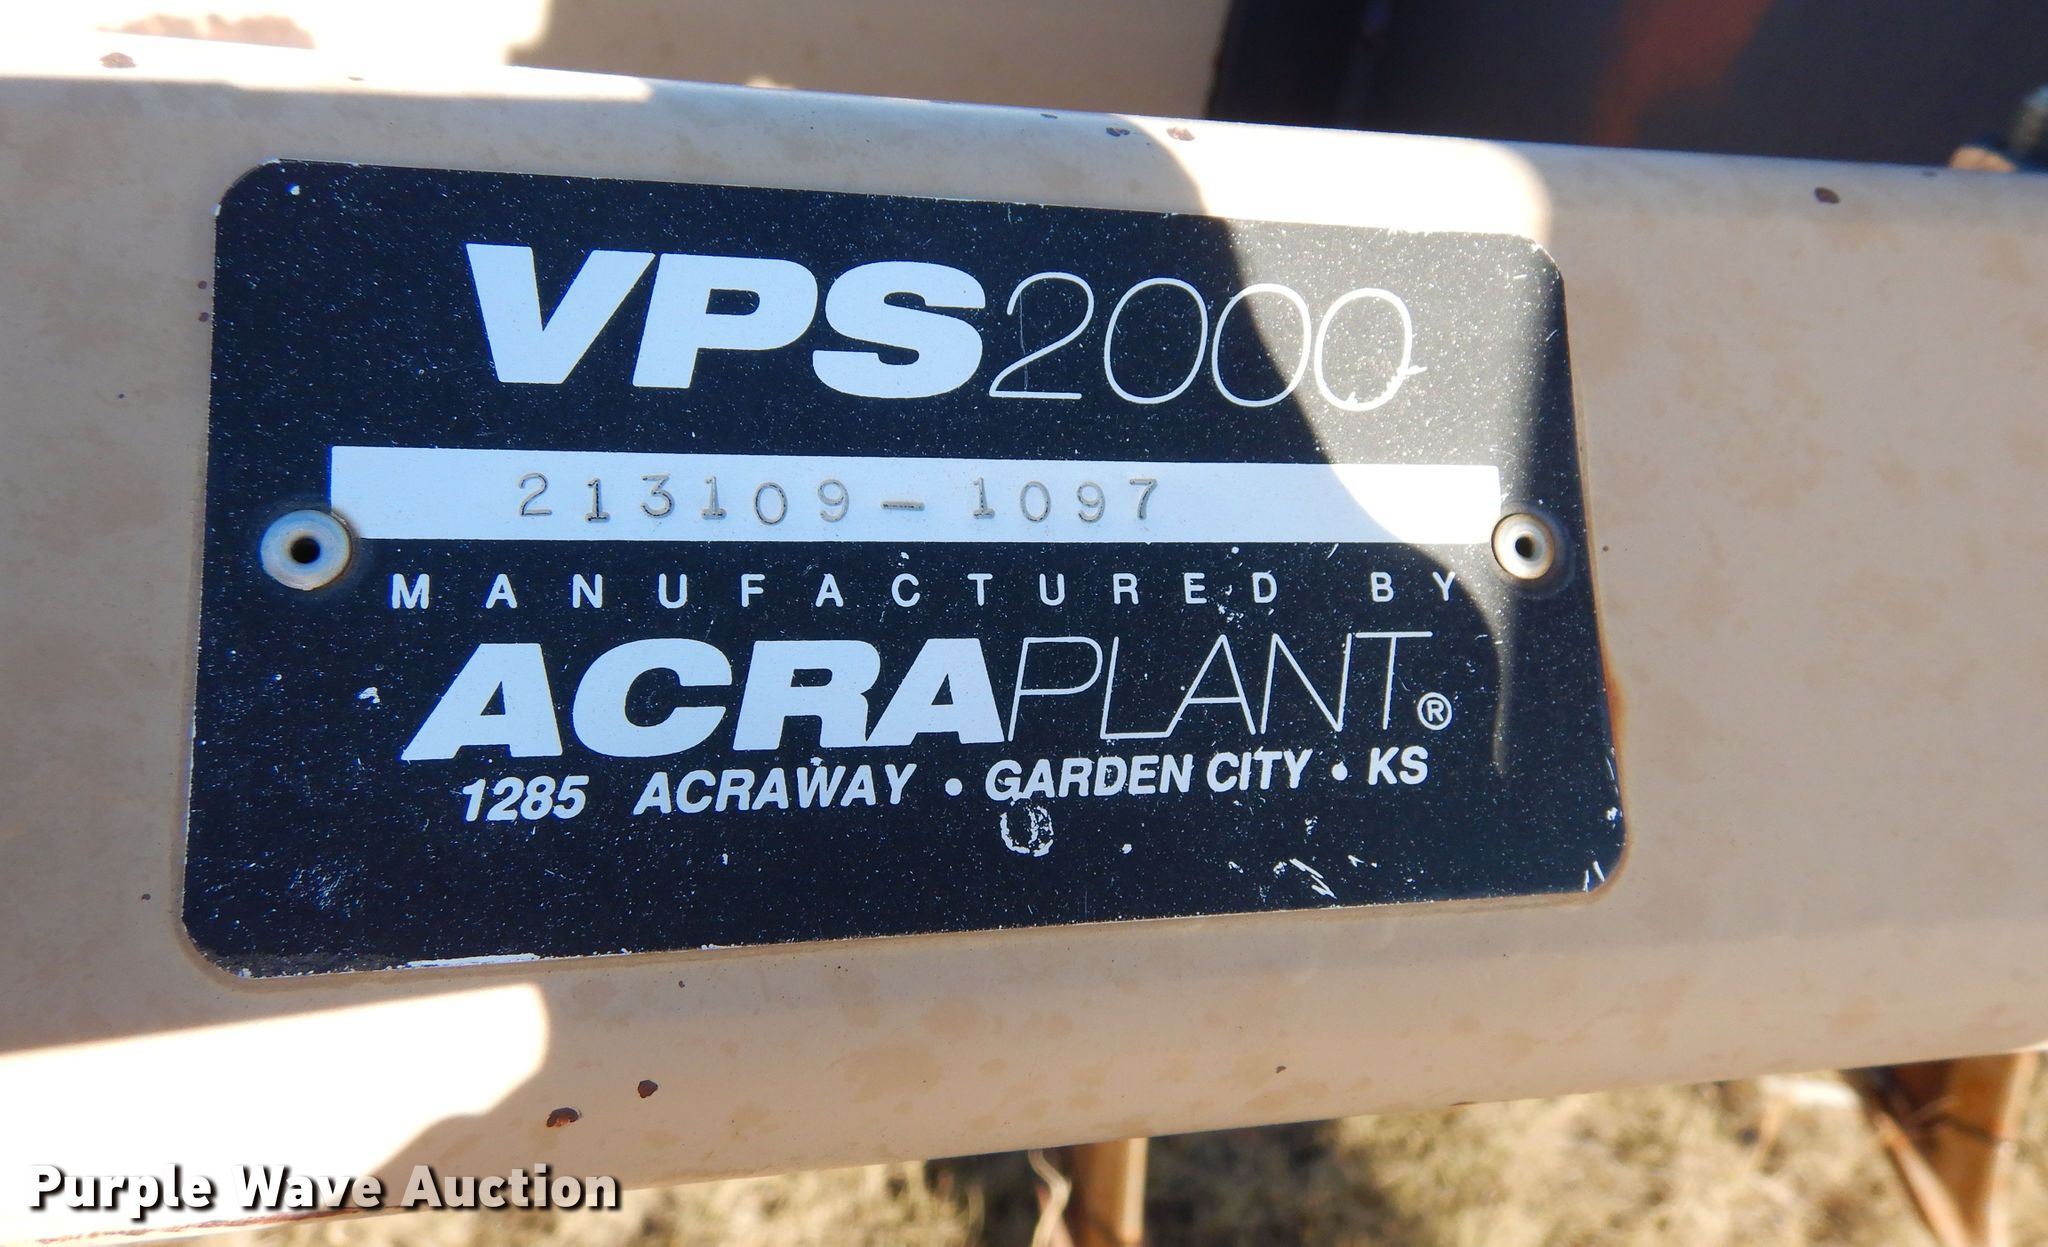 VPS2000
213109-1097
MANUFACTURED BY
ACRAPLANT®
1285 ACRAWAY • GARDEN CITY • KS
Purple Wave Auction